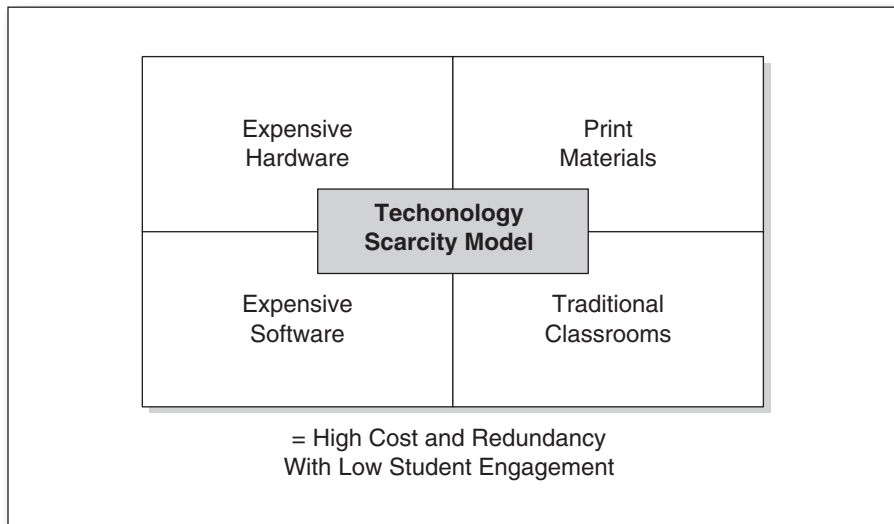 Expensive
Hardware
Print
Materials
Techonology
Scarcity Model
Expensive
Software
Traditional
Classrooms
= High Cost and Redundancy
With Low Student Engagement